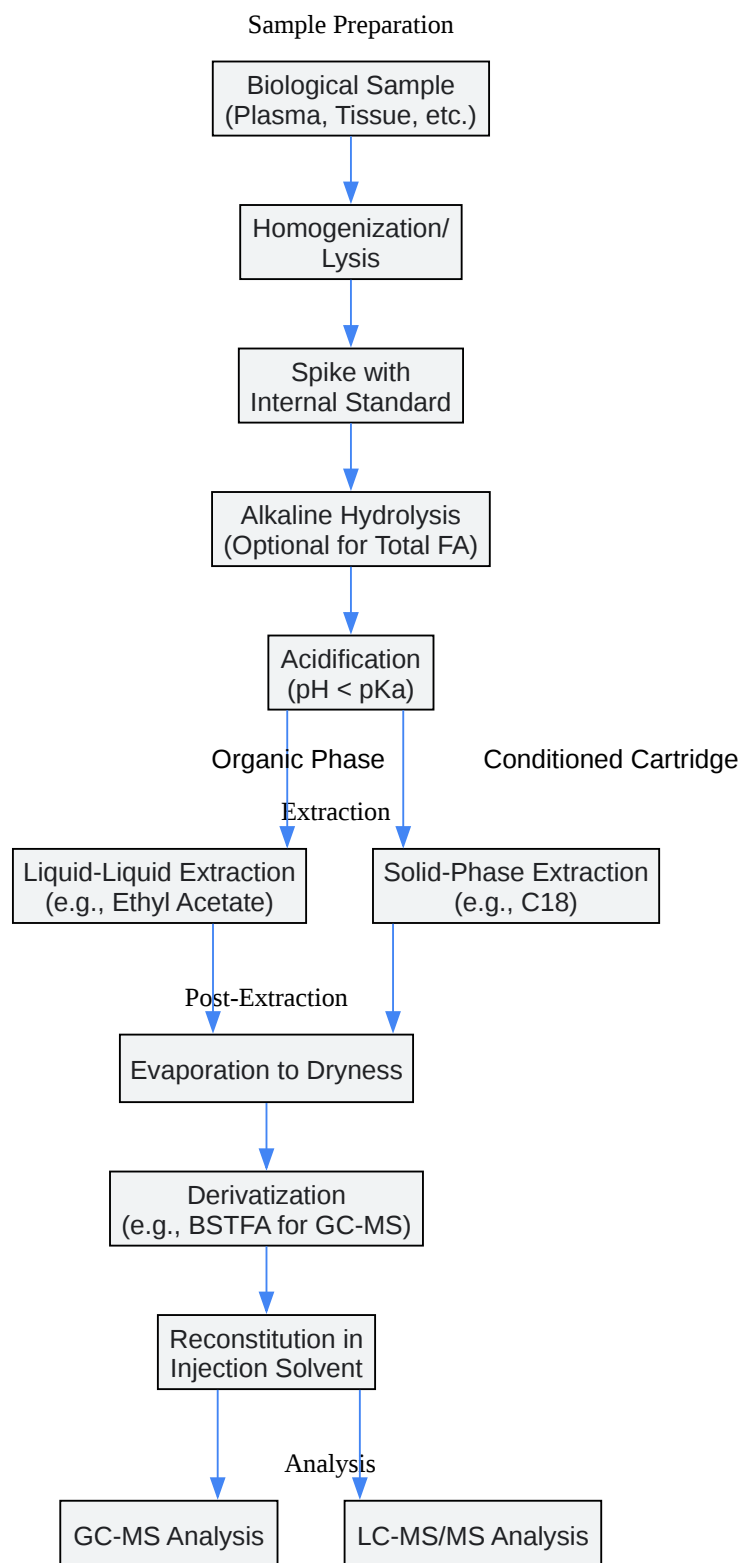 Sample Preparation
Biological Sample
(Plasma, Tissue, etc.)
Homogenization/
Lysis
Spike with
Internal Standard
Alkaline Hydrolysis
(Optional for Total FA)
Acidification
(pH < pKa)
Organic Phase
Conditioned Cartridge
Extraction
Liquid-Liquid Extraction
(e.g., Ethyl Acetate)
Solid-Phase Extraction
(e.g., C18)
Post-Extraction
Evaporation to Dryness
Derivatization
(e.g., BSTFA for GC-MS)
Reconstitution in
Injection Solvent
Analysis
GC-MS Analysis
LC-MS/MS Analysis